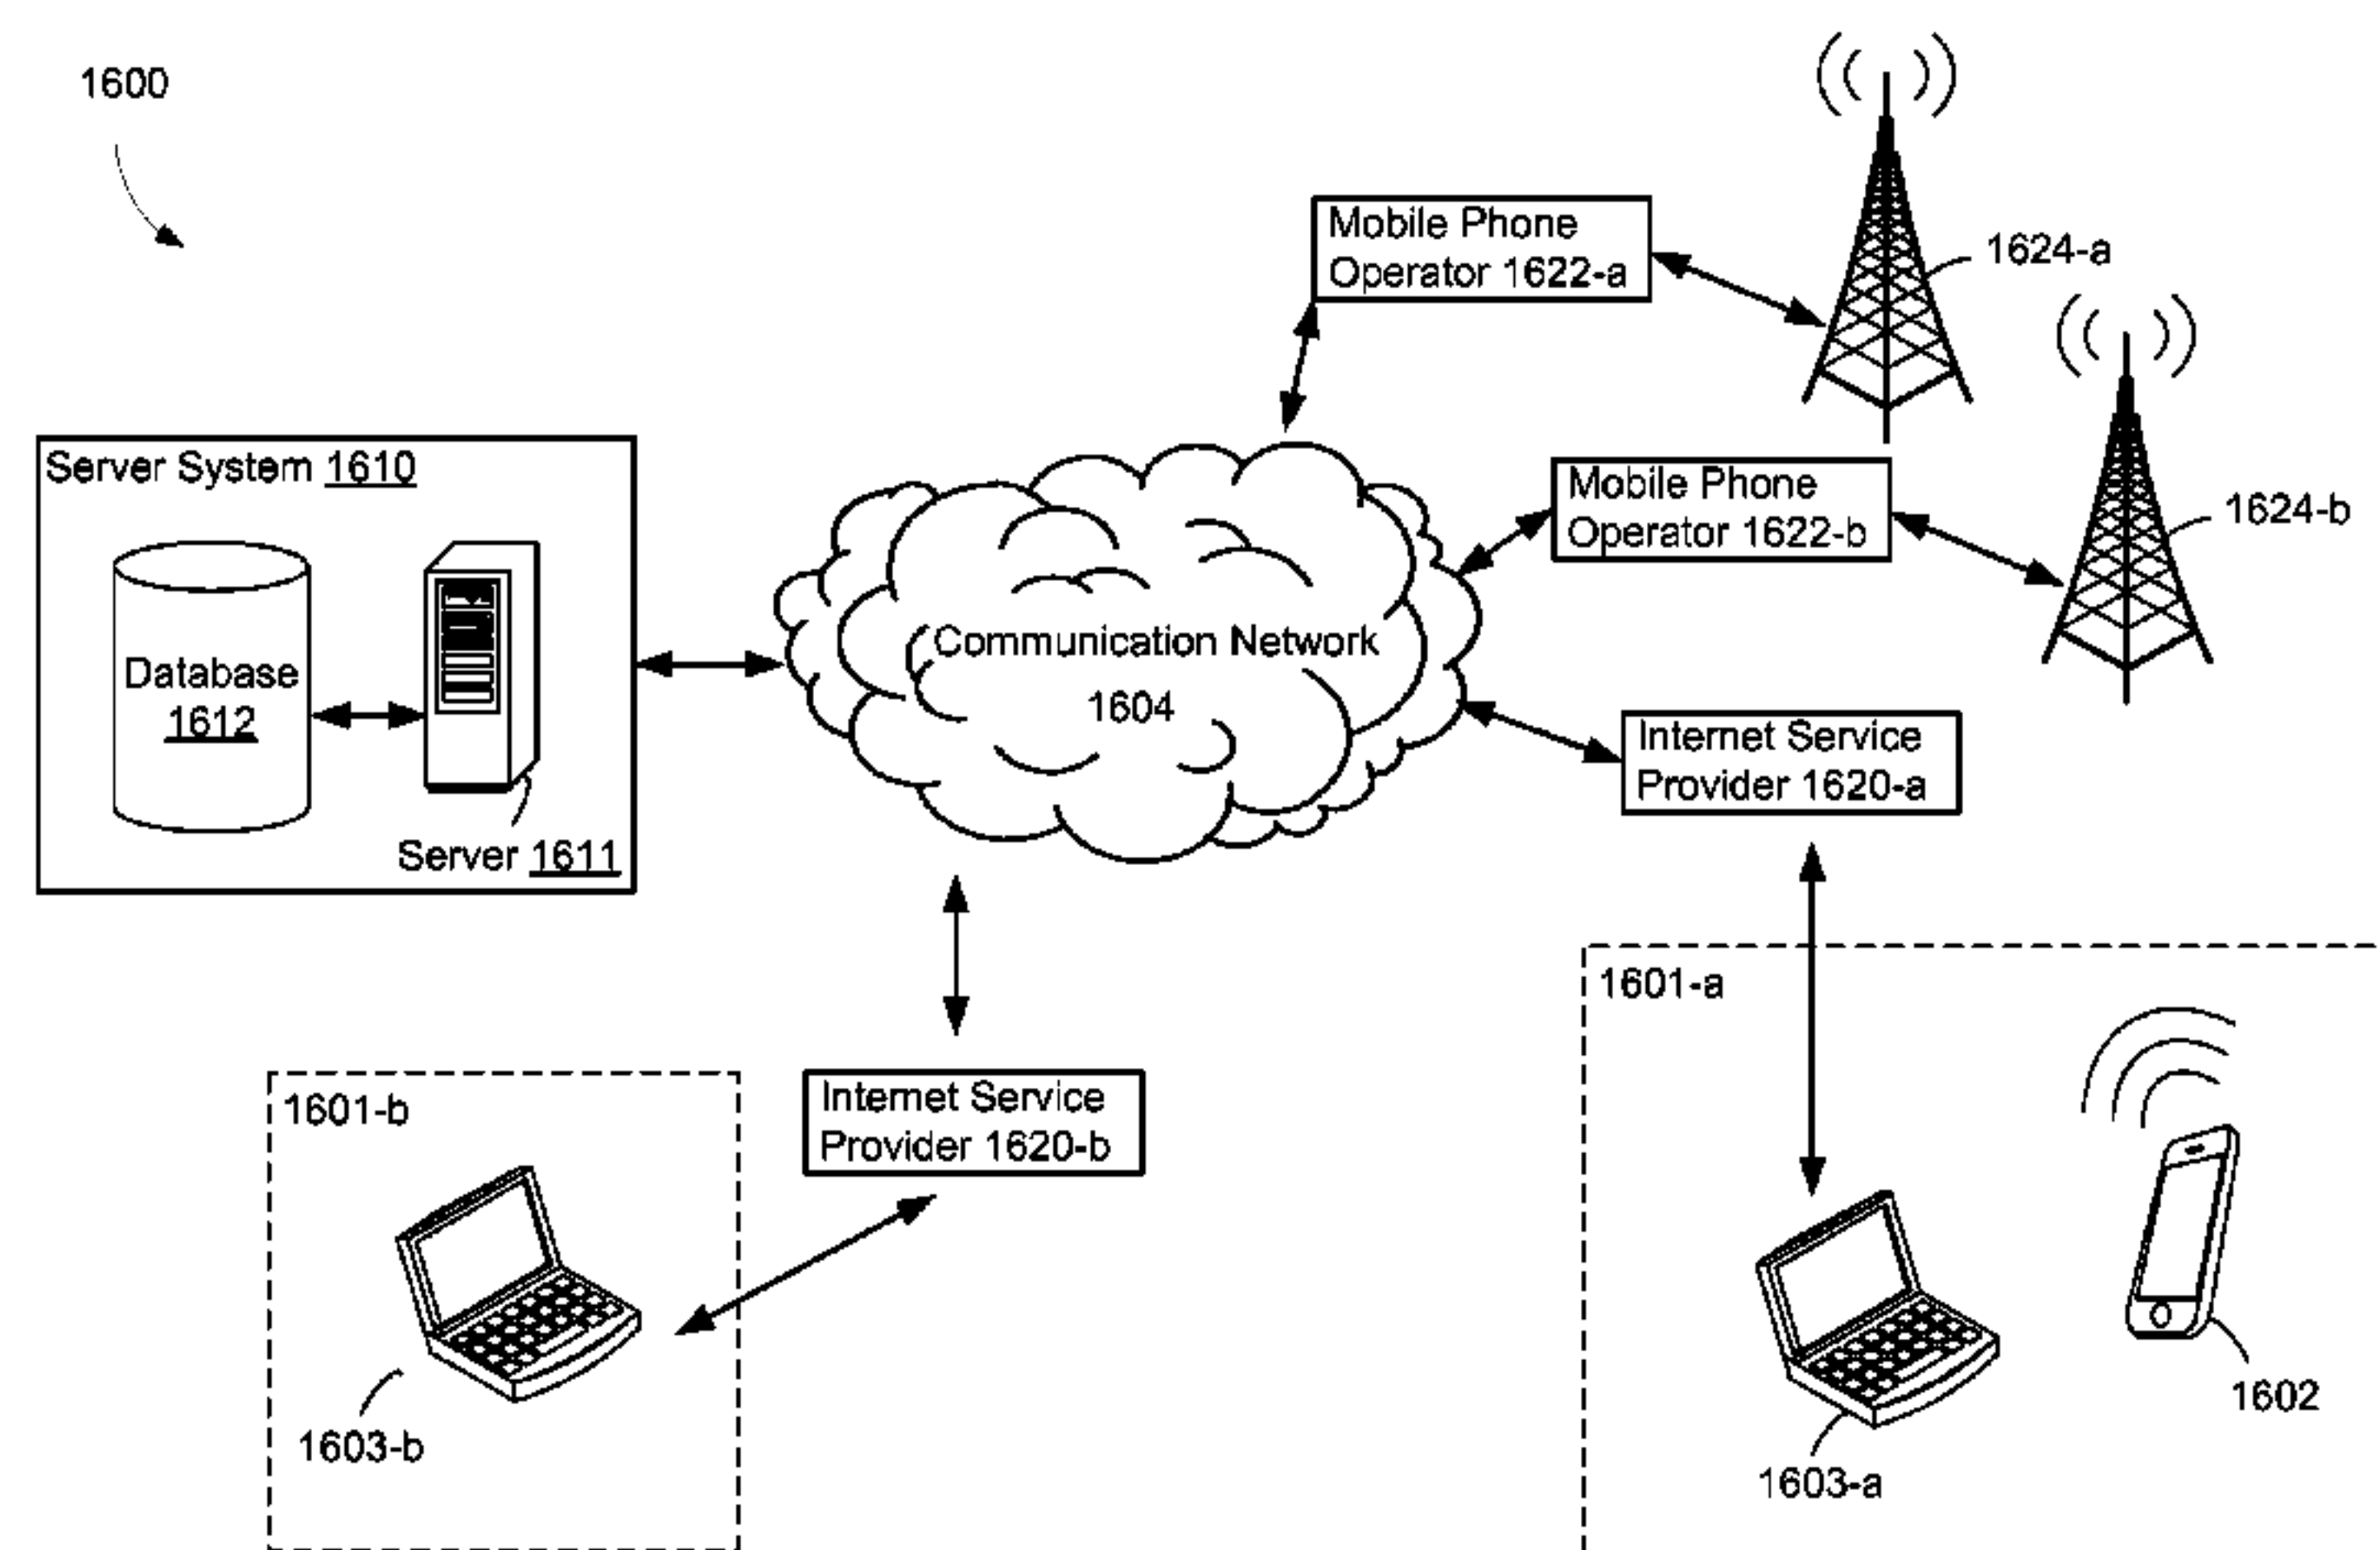 1600
Mobile Phone
Operator 1622-a
1624-a
Server System 1610
Mobile Phone
Operator 1622-b
1624-b
Database
1612
Server 1611
Communication Network
1604
Internet Service
Provider 1620-a
1601-a
1601-b
Internet Service
Provider 1620-b
1602
1603-b
1603-a